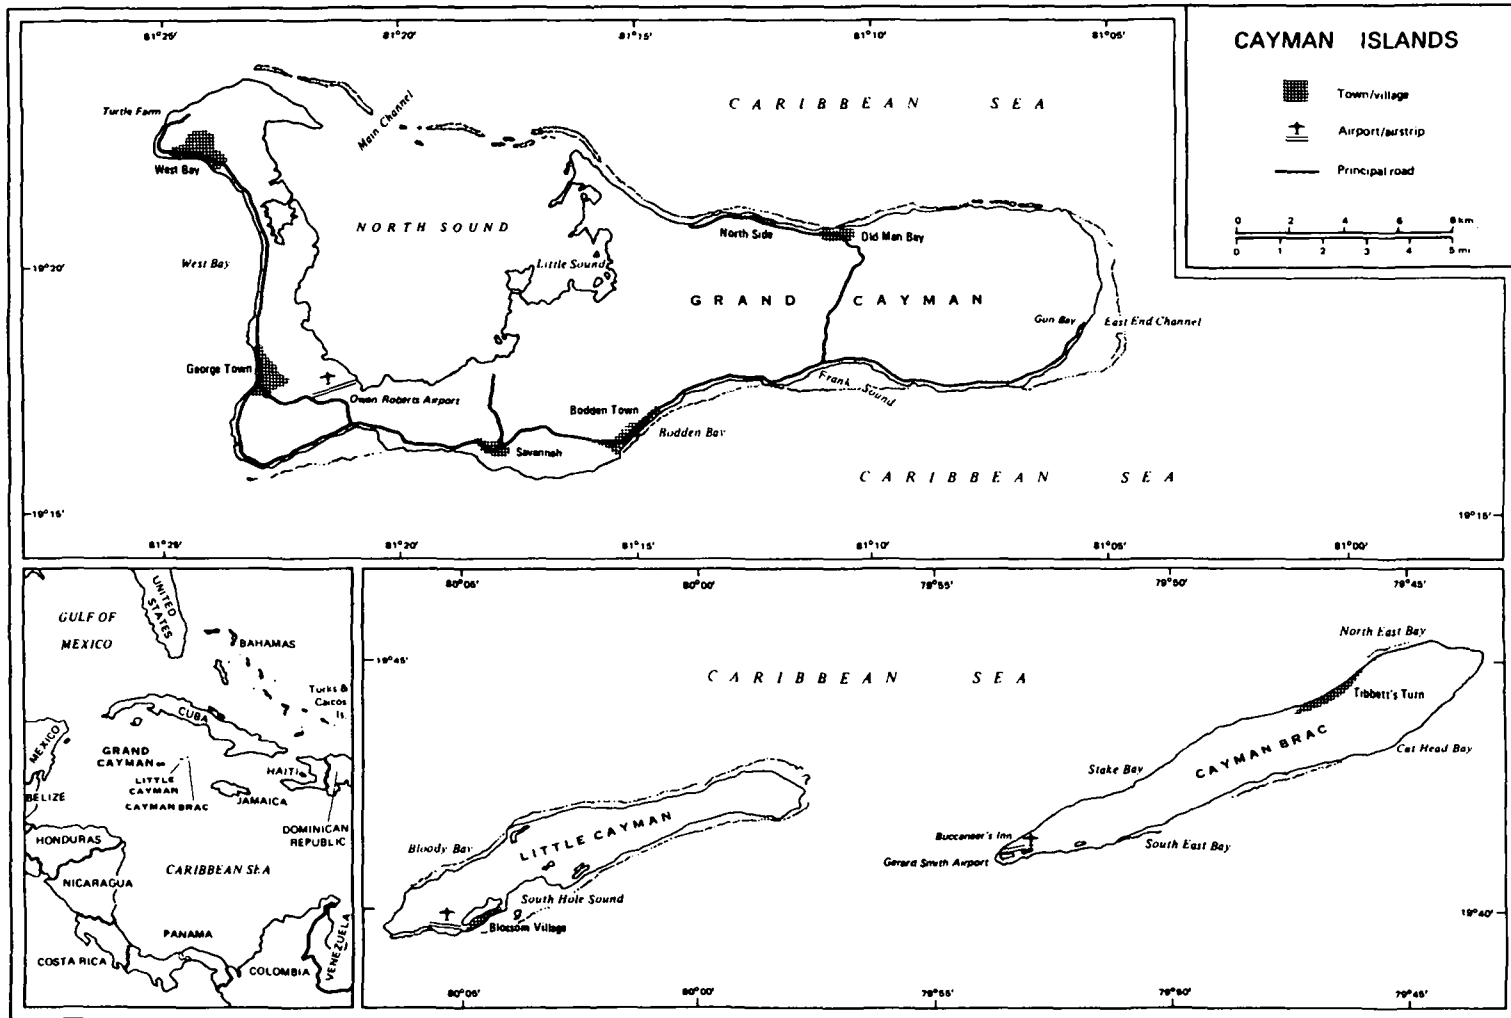 81°25'
81°20'
81°15'
81°10'
81°05'
CAYMAN ISLANDS
Town/village
Airport/airstrip
Principal road
0 2 4 6 8 km
0 1 2 3 4 5 mi
CARIBBEAN SEA
Turtle Farm
Main Channel
West Bay
NORTH SOUND
North Side
Old Man Bay
West Bay
Little Sound
19°20'
GRAND CAYMAN
Gun Bay
East End Channel
George Town
Owen Roberts Airport
Frank Sound
Bodden Town
Bodden Bay
Savannah
CARIBBEAN SEA
19°15'
19°15'
81°25'
81°20'
81°15'
81°10'
81°05'
81°00'
GULF OF
MEXICO
UNITED
STATES
BAHAMAS
Turks &
Caicos
Is.
CUBA
MEXICO
GRAND
CAYMAN
LITTLE
CAYMAN
CAYMAN BRAC
HAITI
JAMAICA
BELIZE
DOMINICAN
REPUBLIC
HONDURAS
CARIBBEAN SEA
NICARAGUA
PANAMA
COSTA RICA
COLOMBIA
VENEZUELA
80°05'
80°00'
79°55'
79°50'
79°45'
19°45'
CARIBBEAN SEA
North East Bay
Tibbett's Turn
CAYMAN BRAC
Cat Head Bay
Stake Bay
Buccaneer's Inn
Gerard Smith Airport
South East Bay
Bloody Bay
LITTLE CAYMAN
South Hole Sound
Blossom Village
19°40'
80°05'
80°00'
79°55'
79°50'
79°45'